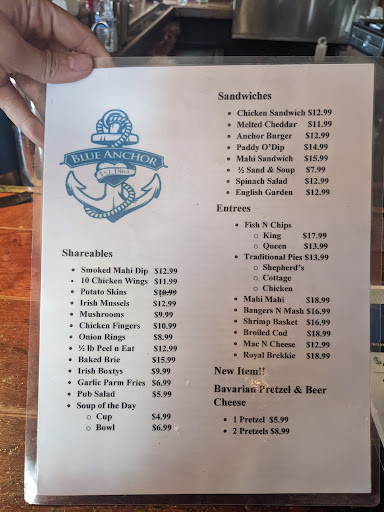 BLUE ANCHOR
Shareables
Smoked Mahi Dip $12.99
10 Chicken Wings $11.99
Potato Skins $10.99
Irish Mussels $12.99
Mushrooms $9.99
Chicken Fingers $10.99
Onion Rings $8.99
½ lb Peel n Eat $12.99
Baked Brie $15.99
Irish Boxtys $9.99
Garlic Parm Fries $6.99
Pub Salad $5.99
Soup of the Day
Cup $4.99
Bowl $6.99
Sandwiches
Chicken Sandwich $12.99
Melted Cheddar $11.99
Anchor Burger $12.99
Paddy O'Dip $14.99
Mahi Sandwich $15.99
½ Sand & Soup $7.99
Spinach Salad $12.99
English Garden $12.99
Entrees
Fish N Chips
King $17.99
Queen $13.99
Traditional Pies $13.99
Shepherd's
Cottage
Chicken
Mahi Mahi $18.99
Bangers N Mash $16.99
Shrimp Basket $16.99
Broiled Cod $18.99
Mac N Cheese $12.99
Royal Brekkie $18.99
New Item!!
Bavarian Pretzel & Beer
Cheese
1 Pretzel $5.99
2 Pretzels $8.99